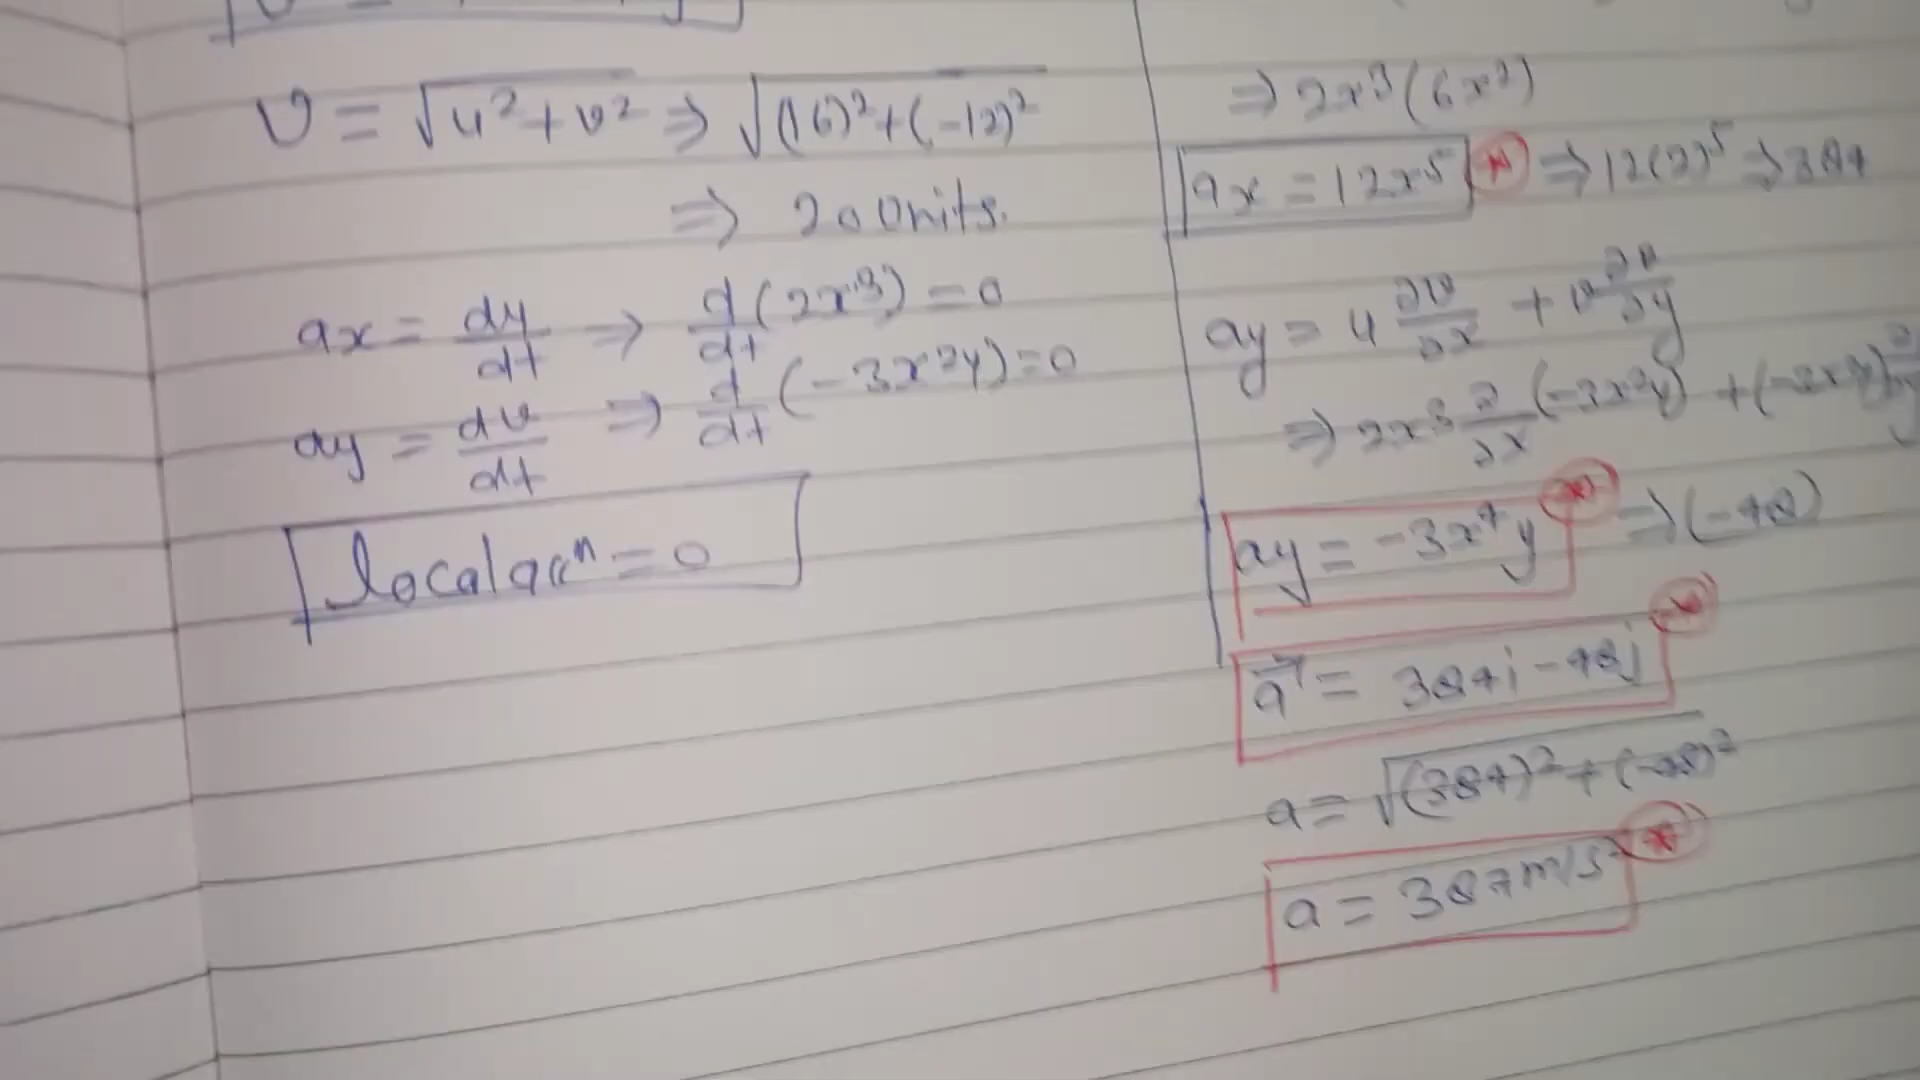 V = √u² + v² ⇒ √(16)² + (-12)²
⇒ 20 Units.
ax = dy/dt ⇒ d/dt (2x³) = 0
ay = dv/dt ⇒ d/dt (-3x²y) = 0
local accⁿ = 0
⇒ 2x³ (6x²)
ax = 12x⁵ ⇒ 12(2)⁵ ⇒ 384
ay = u ∂v/∂x + v ∂v/∂y
⇒ 2x³ ∂/∂x (-3x²y) + (-3x²y) ∂/∂y
ay = -3x⁴y ⇒ (-48)
a⃗ = 384i - 48j
a = √(384)² + (-48)²
a = 387 m/s²